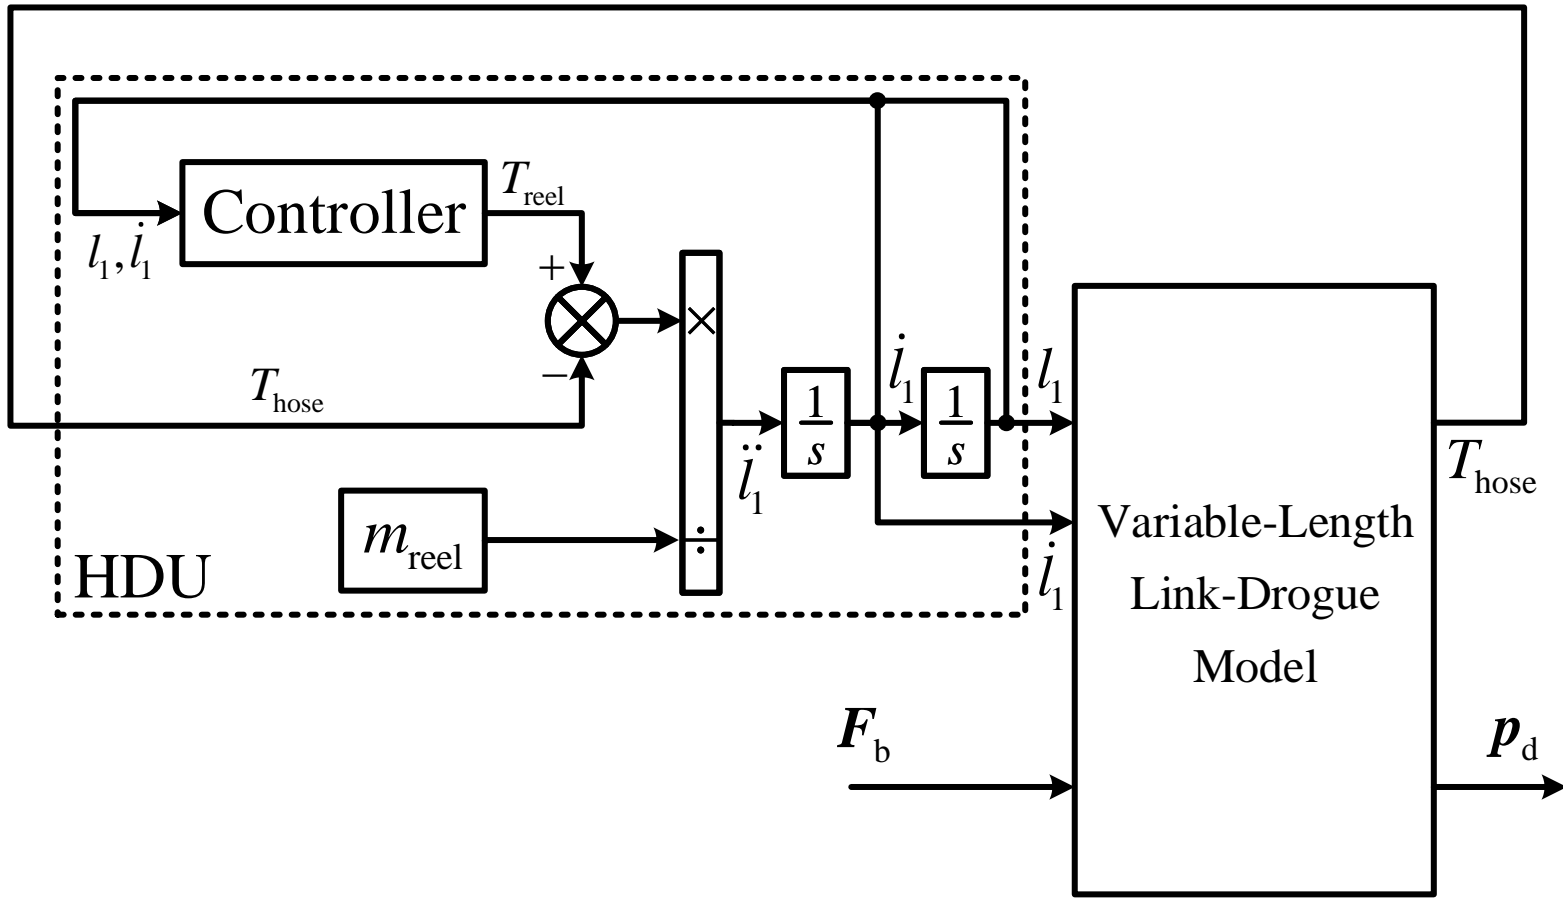 T_reel
Controller
l_1, l̇_1
+
×
−
T_hose
l̇_1
l_1
1/s
1/s
l̈_1
T_hose
m_reel
÷
HDU
l̇_1
Variable-Length
Link-Drogue
Model
F_b
p_d